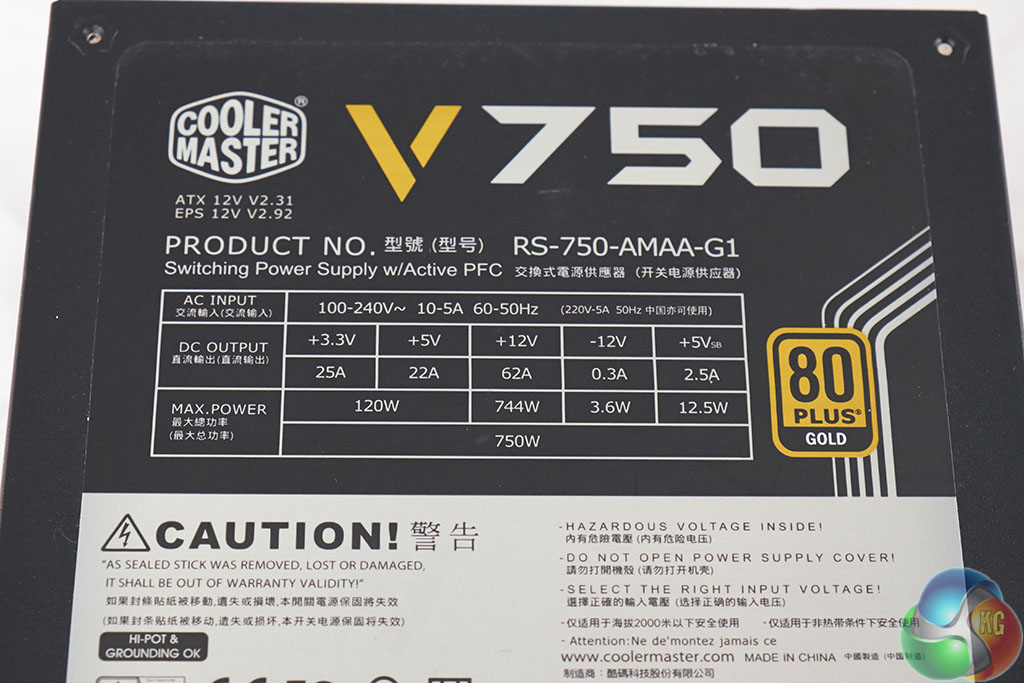 COOLER MASTER®
V750
ATX 12V V2.31
EPS 12V V2.92
PRODUCT NO. 型號 (型号) RS-750-AMAA-G1
Switching Power Supply w/Active PFC 交換式電源供應器 (开关电源供应器)
AC INPUT 100-240V~ 10-5A 60-50Hz (220V-5A 50Hz 中国亦可使用)
交流輸入(交流输入)
DC OUTPUT +3.3V +5V +12V -12V +5VSB
直流輸出(直流输出) 25A 22A 62A 0.3A 2.5A
MAX.POWER 120W 744W 3.6W 12.5W
最大總功率
(最大总功率) 750W
80
PLUS®
GOLD
CAUTION! 警告
"AS SEALED STICK WAS REMOVED, LOST OR DAMAGED,
IT SHALL BE OUT OF WARRANTY VALIDITY!"
如果封條貼紙被移動,遺失或損壞,本開關電源保固將失效
(如果封条贴纸被移动,遗失或损坏,本开关电源保固将失效)
HI-POT &
GROUNDING OK
-HAZARDOUS VOLTAGE INSIDE!
內有危險電壓 (内有危险电压)
-DO NOT OPEN POWER SUPPLY COVER!
請勿打開機殼 (请勿打开机壳)
-SELECT THE RIGHT INPUT VOLTAGE!
選擇正確的輸入電壓 (选择正确的输入电压)
-仅适用于海拔2000米以下安全使用 -仅适用于非热带条件下安全使用
- Attention:Ne de'montez jamais ce
www.coolermaster.com MADE IN CHINA 中國製造 (中国制造)
制造商：酷碼科技股份有限公司
KG